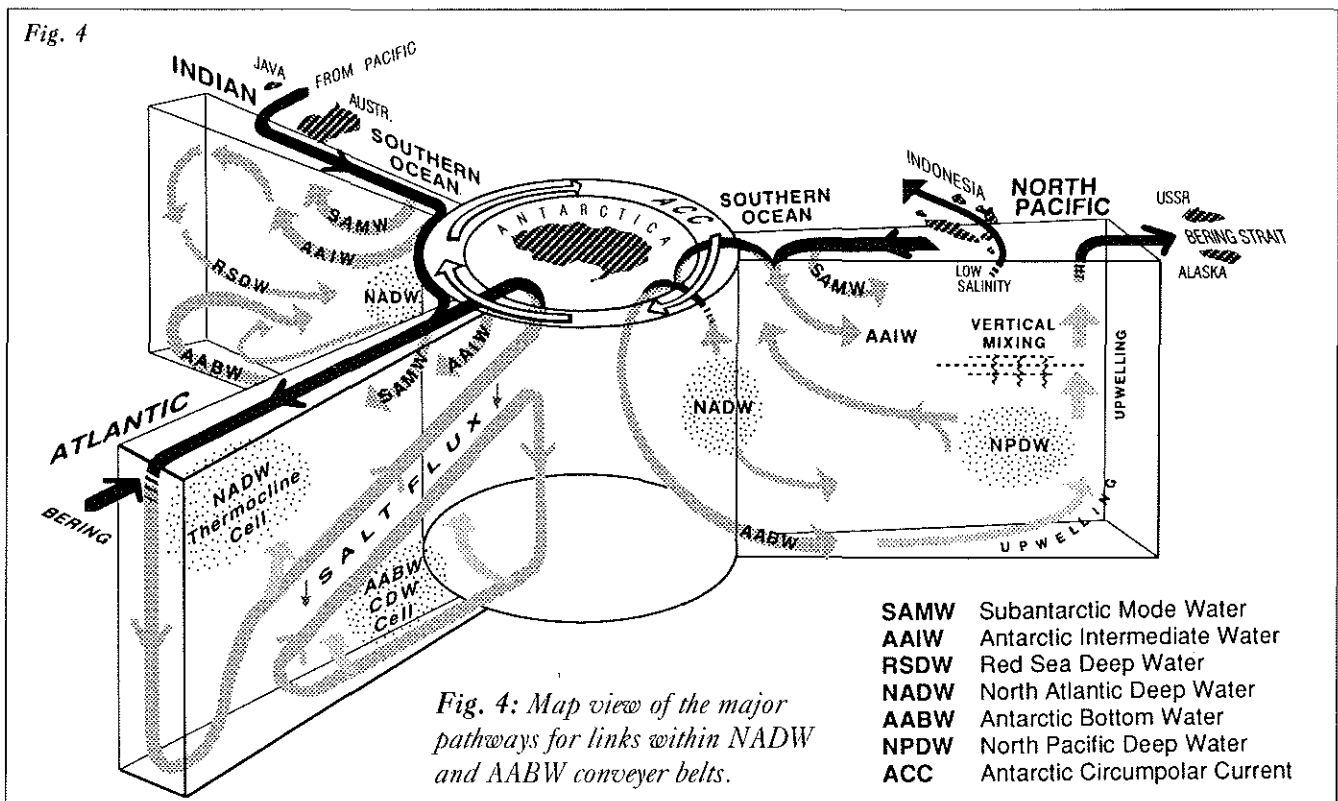 Fig. 4
INDIAN
JAVA
FROM PACIFIC
AUSTR.
SOUTHERN
OCEAN
SAMW
AAIW
RSDW
NADW
AABW
ANTARCTICA
ACC
SOUTHERN
OCEAN
INDONESIA
NORTH
PACIFIC
USSR
BERING STRAIT
ALASKA
LOW
SALINITY
SAMW
AAIW
VERTICAL
MIXING
UPWELLING
NADW
NPDW
AABW
UPWELLING
ATLANTIC
BERING
SAMW
AAIW
NADW
Thermocline
Cell
SALT FLUX
AABW
CDW
Cell
Fig. 4: Map view of the major
pathways for links within NADW
and AABW conveyer belts.
SAMW Subantarctic Mode Water
AAIW Antarctic Intermediate Water
RSDW Red Sea Deep Water
NADW North Atlantic Deep Water
AABW Antarctic Bottom Water
NPDW North Pacific Deep Water
ACC Antarctic Circumpolar Current